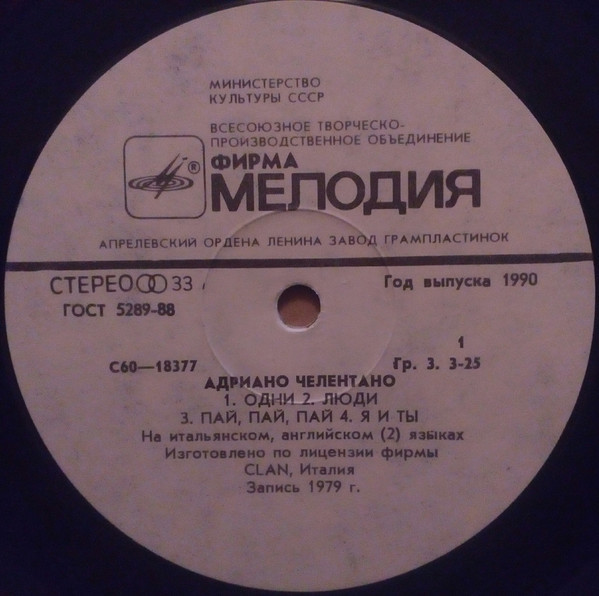 МИНИСТЕРСТВО
КУЛЬТУРЫ СССР
ВСЕСОЮЗНОЕ ТВОРЧЕСКО-
ПРОИЗВОДСТВЕННОЕ ОБЪЕДИНЕНИЕ
®
ФИРМА
МЕЛОДИЯ
АПРЕЛЕВСКИЙ ОРДЕНА ЛЕНИНА ЗАВОД ГРАМПЛАСТИНОК
СТЕРЕО 33
Год выпуска 1990
ГОСТ 5289-88
1
С60—18377
Гр. 3. 3-25
АДРИАНО ЧЕЛЕНТАНО
1. ОДНИ 2. ЛЮДИ
3. ПАЙ, ПАЙ, ПАЙ 4. Я И ТЫ
На итальянском, английском (2) языках
Изготовлено по лицензии фирмы
CLAN, Италия
Запись 1979 г.